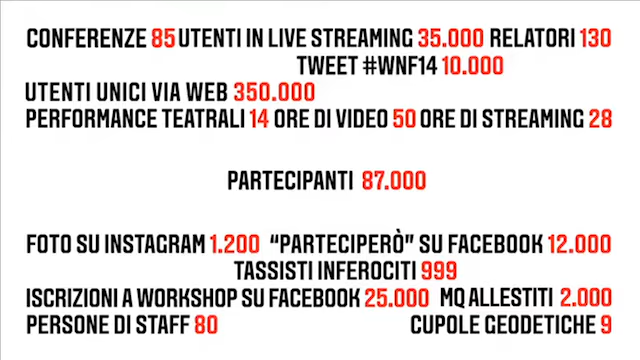 CONFERENZE 85 UTENTI IN LIVE STREAMING 35.000 RELATORI 130
TWEET #WNF14 10.000
UTENTI UNICI VIA WEB 350.000
PERFORMANCE TEATRALI 14 ORE DI VIDEO 50 ORE DI STREAMING 28
PARTECIPANTI 87.000
FOTO SU INSTAGRAM 1.200 “PARTECIPERÒ” SU FACEBOOK 12.000
TASSISTI INFEROCITI 999
ISCRIZIONI A WORKSHOP SU FACEBOOK 25.000 MQ ALLESTITI 2.000
PERSONE DI STAFF 80 CUPOLE GEODETICHE 9